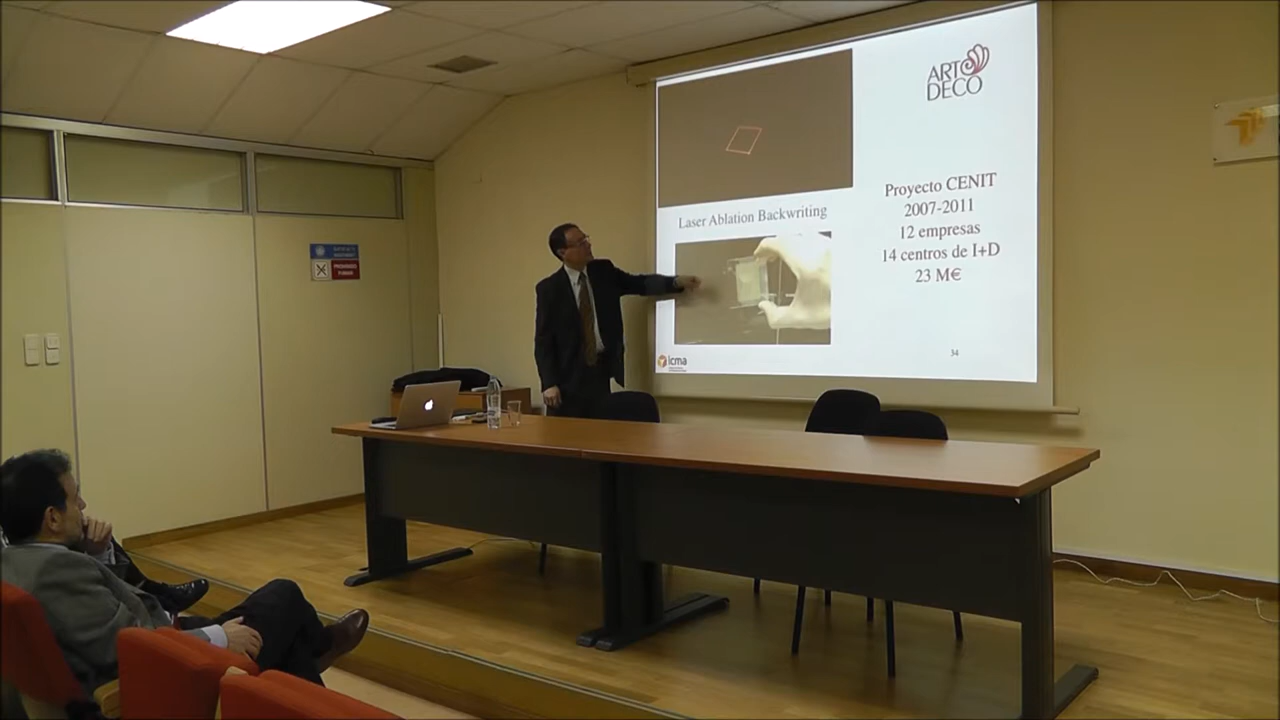 ART
DECO
Proyecto CENIT
2007-2011
12 empresas
14 centros de I+D
23 M€
Laser Ablation Backwriting
icma
34